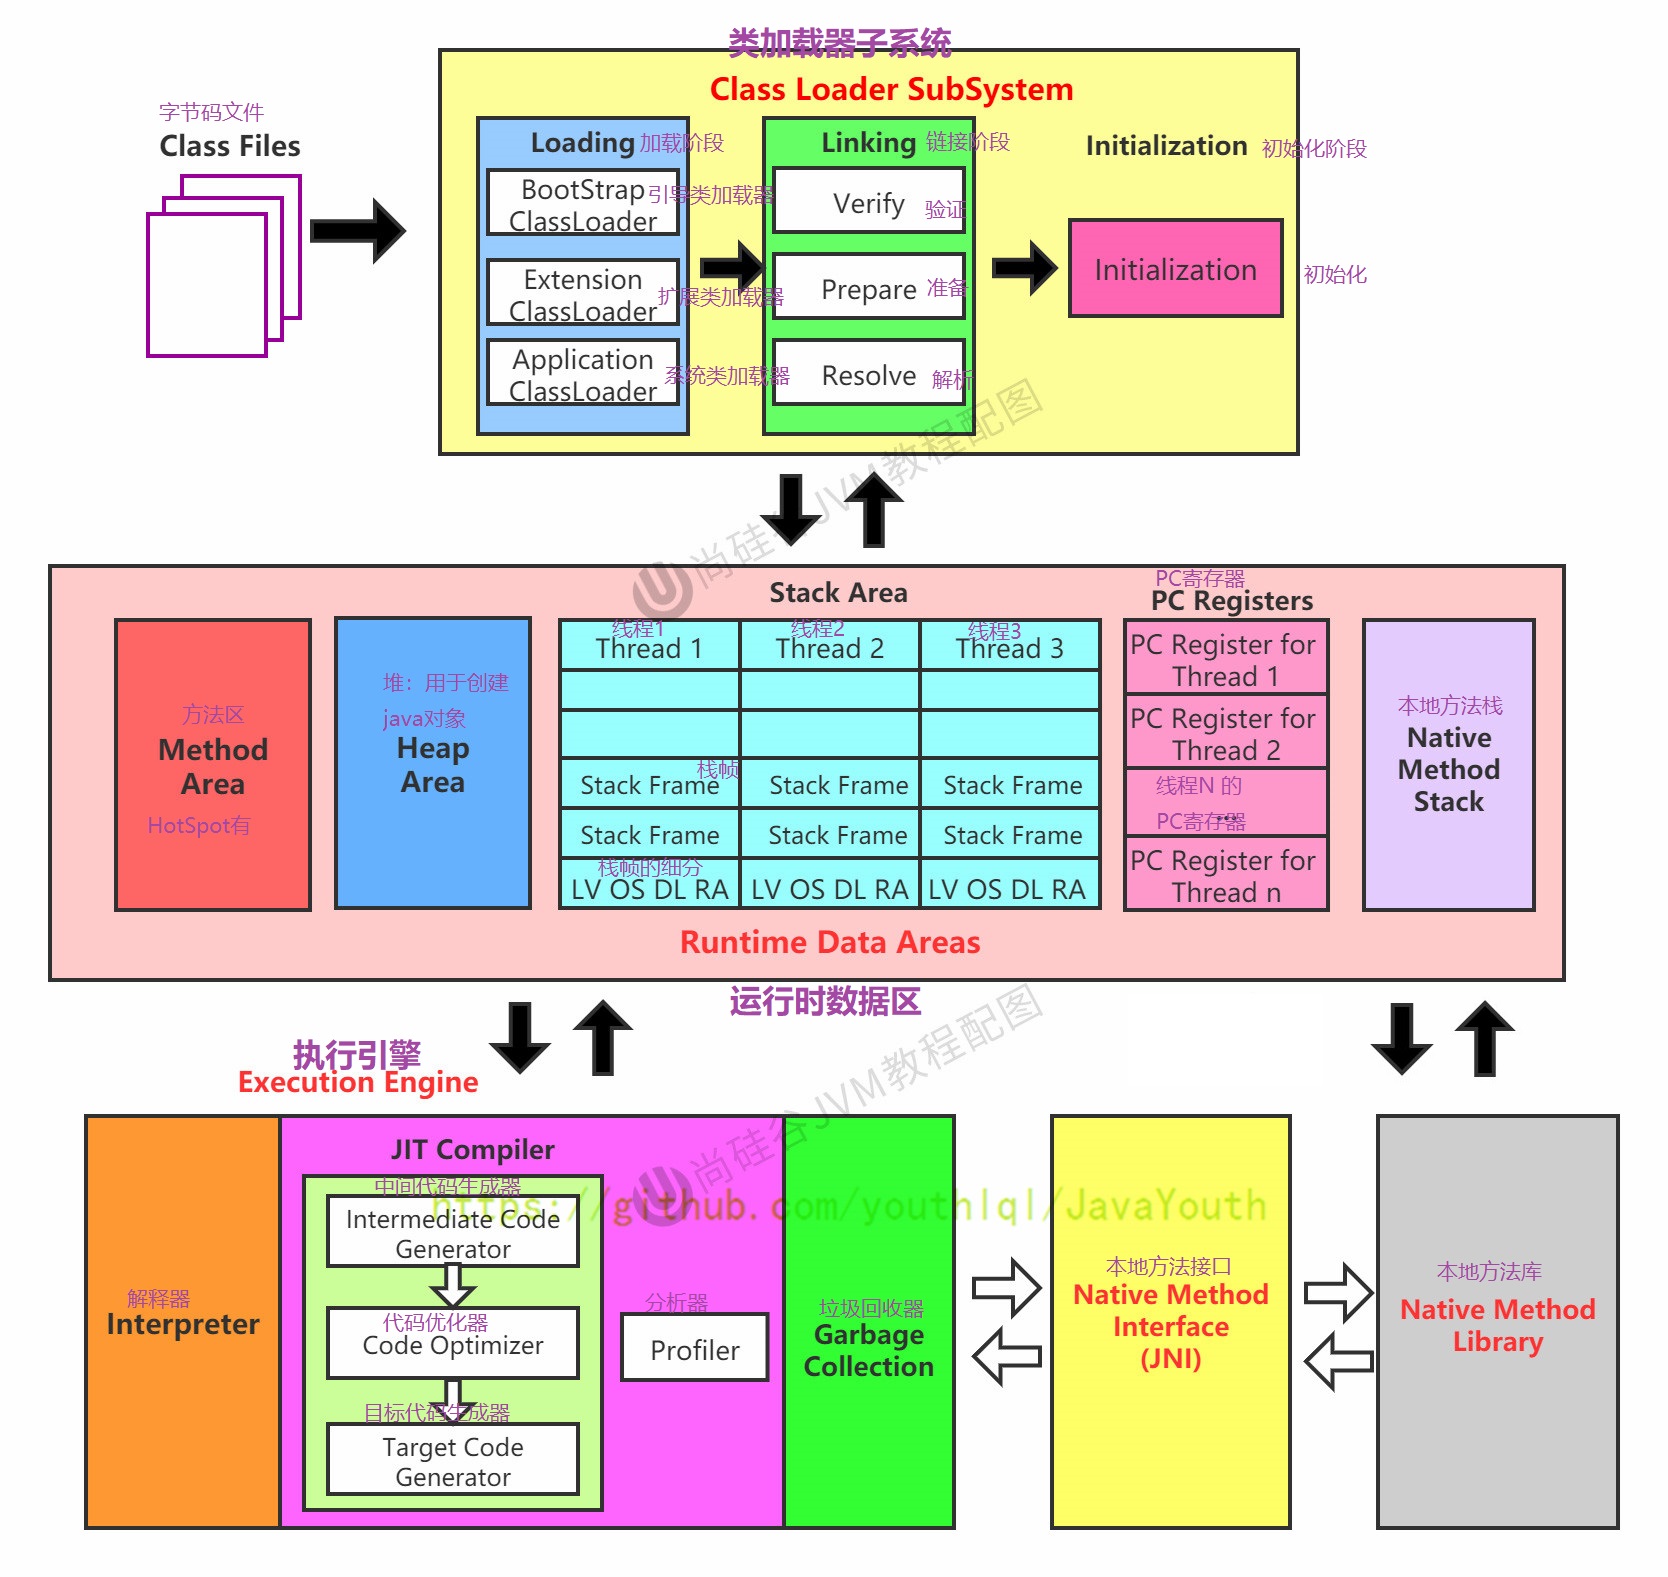 类加载器子系统
Class Loader SubSystem
字节码文件
Class Files
Loading 加载阶段
BootStrap
ClassLoader
引导类加载器
Extension
ClassLoader
扩展类加载器
Application
ClassLoader
系统类加载器
Linking 链接阶段
Verify 验证
Prepare 准备
Resolve 解析
Initialization 初始化阶段
Initialization 初始化
尚硅谷JVM教程配图
方法区
Method
Area
HotSpot有
堆：用于创建
java对象
Heap
Area
Stack Area
线程1 线程2 线程3
Thread 1 Thread 2 Thread 3
栈帧
Stack Frame Stack Frame Stack Frame
Stack Frame Stack Frame Stack Frame
栈帧的细分
LV OS DL RA LV OS DL RA LV OS DL RA
PC寄存器
PC Registers
PC Register for
Thread 1
PC Register for
Thread 2
线程N 的
PC寄存器
...
PC Register for
Thread n
本地方法栈
Native
Method
Stack
Runtime Data Areas
运行时数据区
尚硅谷JVM教程配图
执行引擎
Execution Engine
解释器
Interpreter
JIT Compiler
中间代码生成器
Intermediate Code
Generator
代码优化器
Code Optimizer
目标代码生成器
Target Code
Generator
分析器
Profiler
垃圾回收器
Garbage
Collection
https://github.com/youthlql/JavaYouth
本地方法接口
Native Method
Interface
(JNI)
本地方法库
Native Method
Library